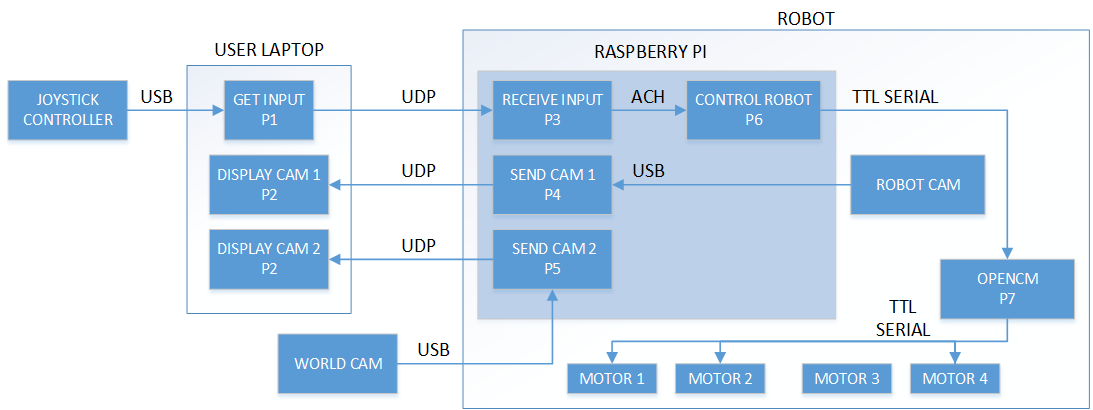 ROBOT
USER LAPTOP
RASPBERRY PI
JOYSTICK
CONTROLLER
USB
GET INPUT
P1
UDP
RECEIVE INPUT
P3
ACH
CONTROL ROBOT
P6
TTL SERIAL
DISPLAY CAM 1
P2
UDP
SEND CAM 1
P4
USB
ROBOT CAM
DISPLAY CAM 2
P2
UDP
SEND CAM 2
P5
OPENCM
P7
WORLD CAM
USB
TTL
SERIAL
MOTOR 1
MOTOR 2
MOTOR 3
MOTOR 4